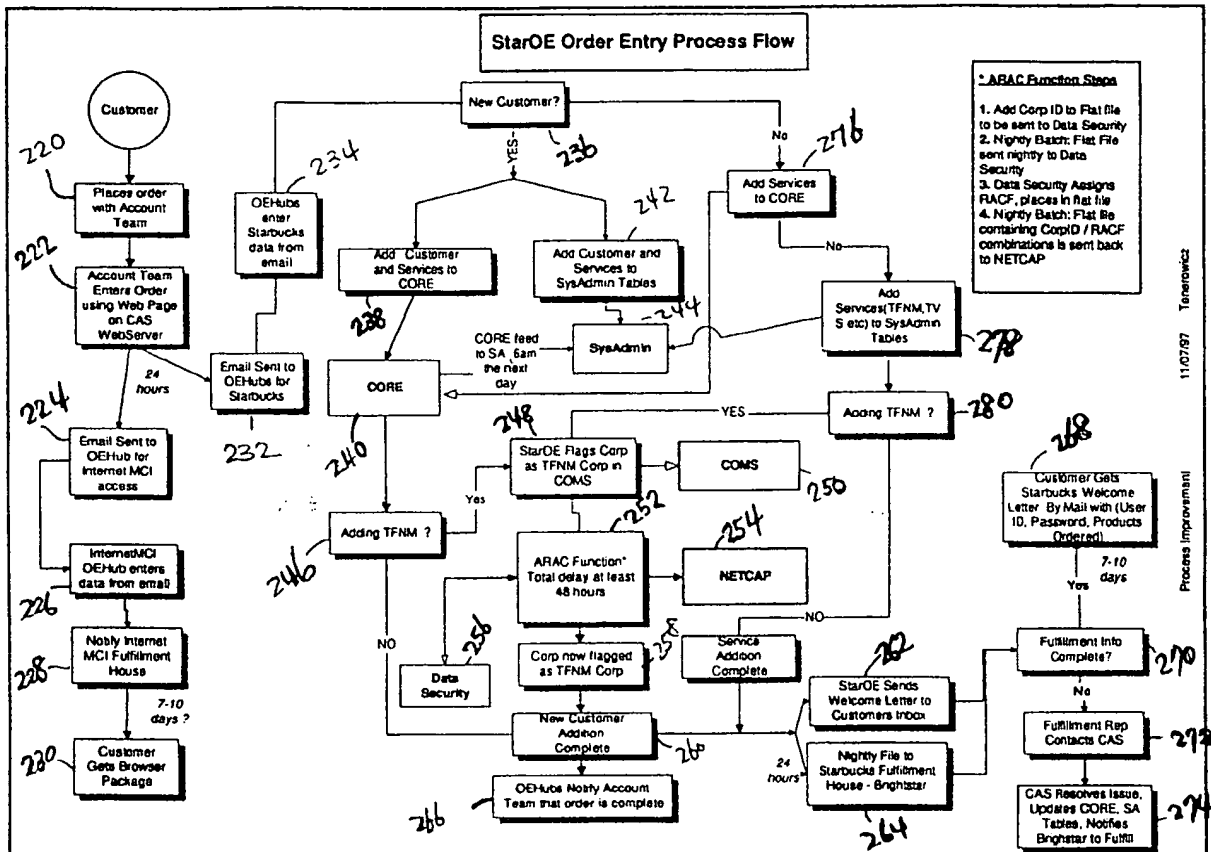 StarOE Order Entry Process Flow
Customer
220
Places order
with Account
Team
222
Account Team
Enters Order
using Web Page
on CAS
WebServer
24
hours
224
Email Sent to
OEHub for
Internet MCI
access
InternetMCI
OEHub enters
data from email
226
Notify Internet
MCI Fulfillment
House
228
7-10
days ?
Customer
Gets Browser
Package
230
Email Sent to
OEHubs for
Starbucks
232
234
OEHubs
enter
Starbucks
data from
email
New Customer?
236
YES
No
Add Customer
and Services to
CORE
238
242
Add Customer and
Services to
SysAdmin Tables
244
SysAdmin
CORE feed
to SA, 6am
the next
day
CORE
240
276
Add Services
to CORE
No
Add
Services(TFNM,TV
S etc) to SysAdmin
Tables
278
Adding TFNM ?
280
YES
NO
Adding TFNM ?
246
Yes
NO
248
StarOE Flags Corp
as TFNM Corp in
COMS
COMS
250
252
ARAC Function*
Total delay at least
48 hours
254
NETCAP
256
Data
Security
258
Corp now flagged
as TFNM Corp
New Customer
Addition
Complete
260
OEHubs Notify Account
Team that order is complete
266
Service
Addition
Complete
262
StarOE Sends
Welcome Letter to
Customers Inbox
24
hours
Nightly File to
Starbucks Fulfillment
House - Brightstar
264
268
Customer Gets
Starbucks Welcome
Letter By Mail with (User
ID, Password, Products
Ordered)
7-10
days
Yes
Fulfillment Info
Complete?
270
No
Fulfillment Rep
Contacts CAS
272
CAS Resolves Issue,
Updates CORE, SA
Tables, Notifies
Brighstar to Fulfill
274
* ARAC Function Steps
1. Add Corp ID to Flat file
to be sent to Data Security
2. Nightly Batch: Flat File
sent nightly to Data
Security
3. Data Security Assigns
RACF, places in flat file
4. Nightly Batch: Flat file
containing CorpID / RACF
combinations is sent back
to NETCAP
Process Improvement 11/07/97 Tenerowicz